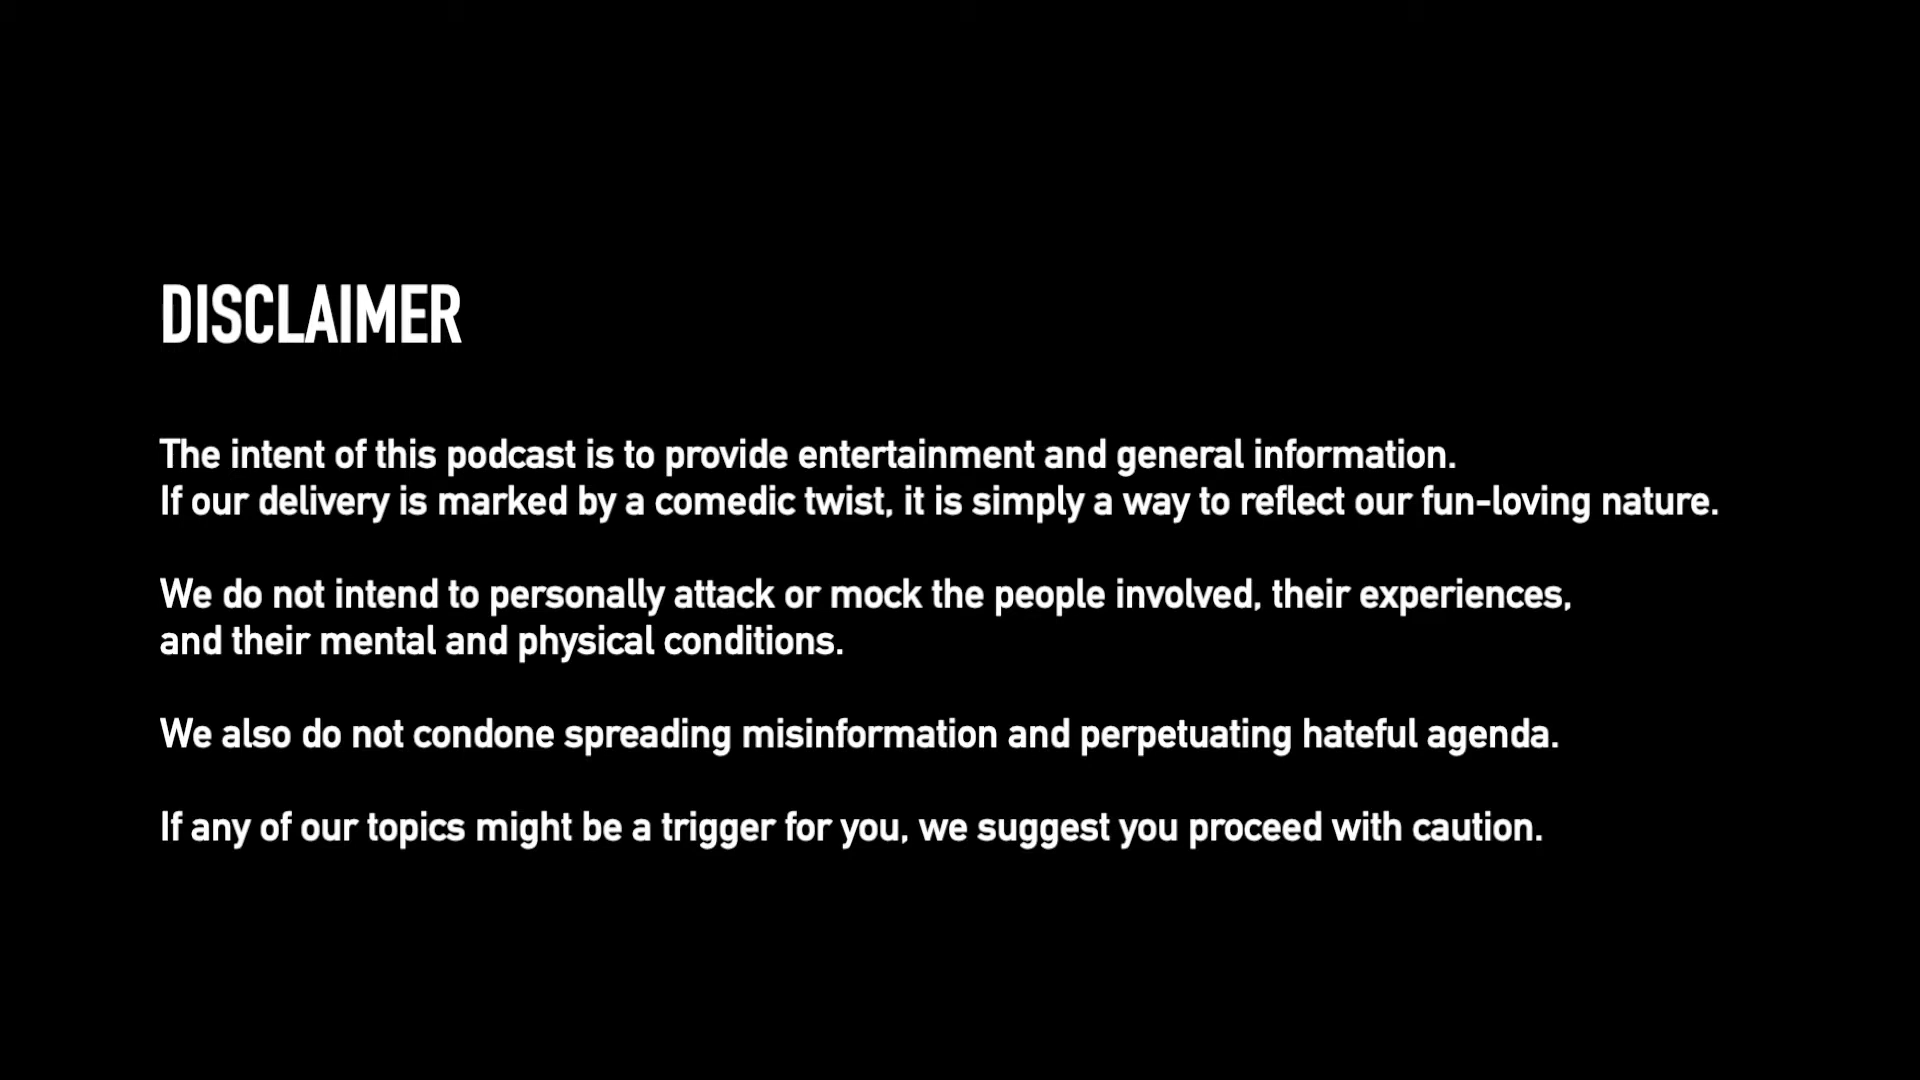 DISCLAIMER
The intent of this podcast is to provide entertainment and general information.
If our delivery is marked by a comedic twist, it is simply a way to reflect our fun-loving nature.
We do not intend to personally attack or mock the people involved, their experiences,
and their mental and physical conditions.
We also do not condone spreading misinformation and perpetuating hateful agenda.
If any of our topics might be a trigger for you, we suggest you proceed with caution.